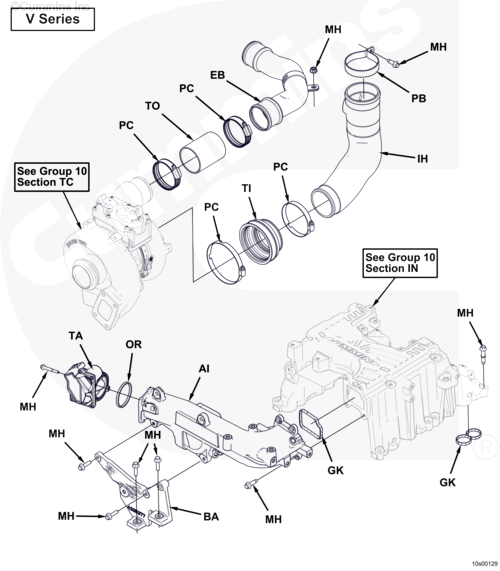 ©Cummins Inc.
V Series
MH
MH
EB
PC
TO
PC
PB
IH
See Group 10
Section TC
PC
TI
PC
See Group 10
Section IN
MH
TA
OR
AI
MH
MH
MH
GK
GK
MH
BA
MH
10s00129
Cummins
®